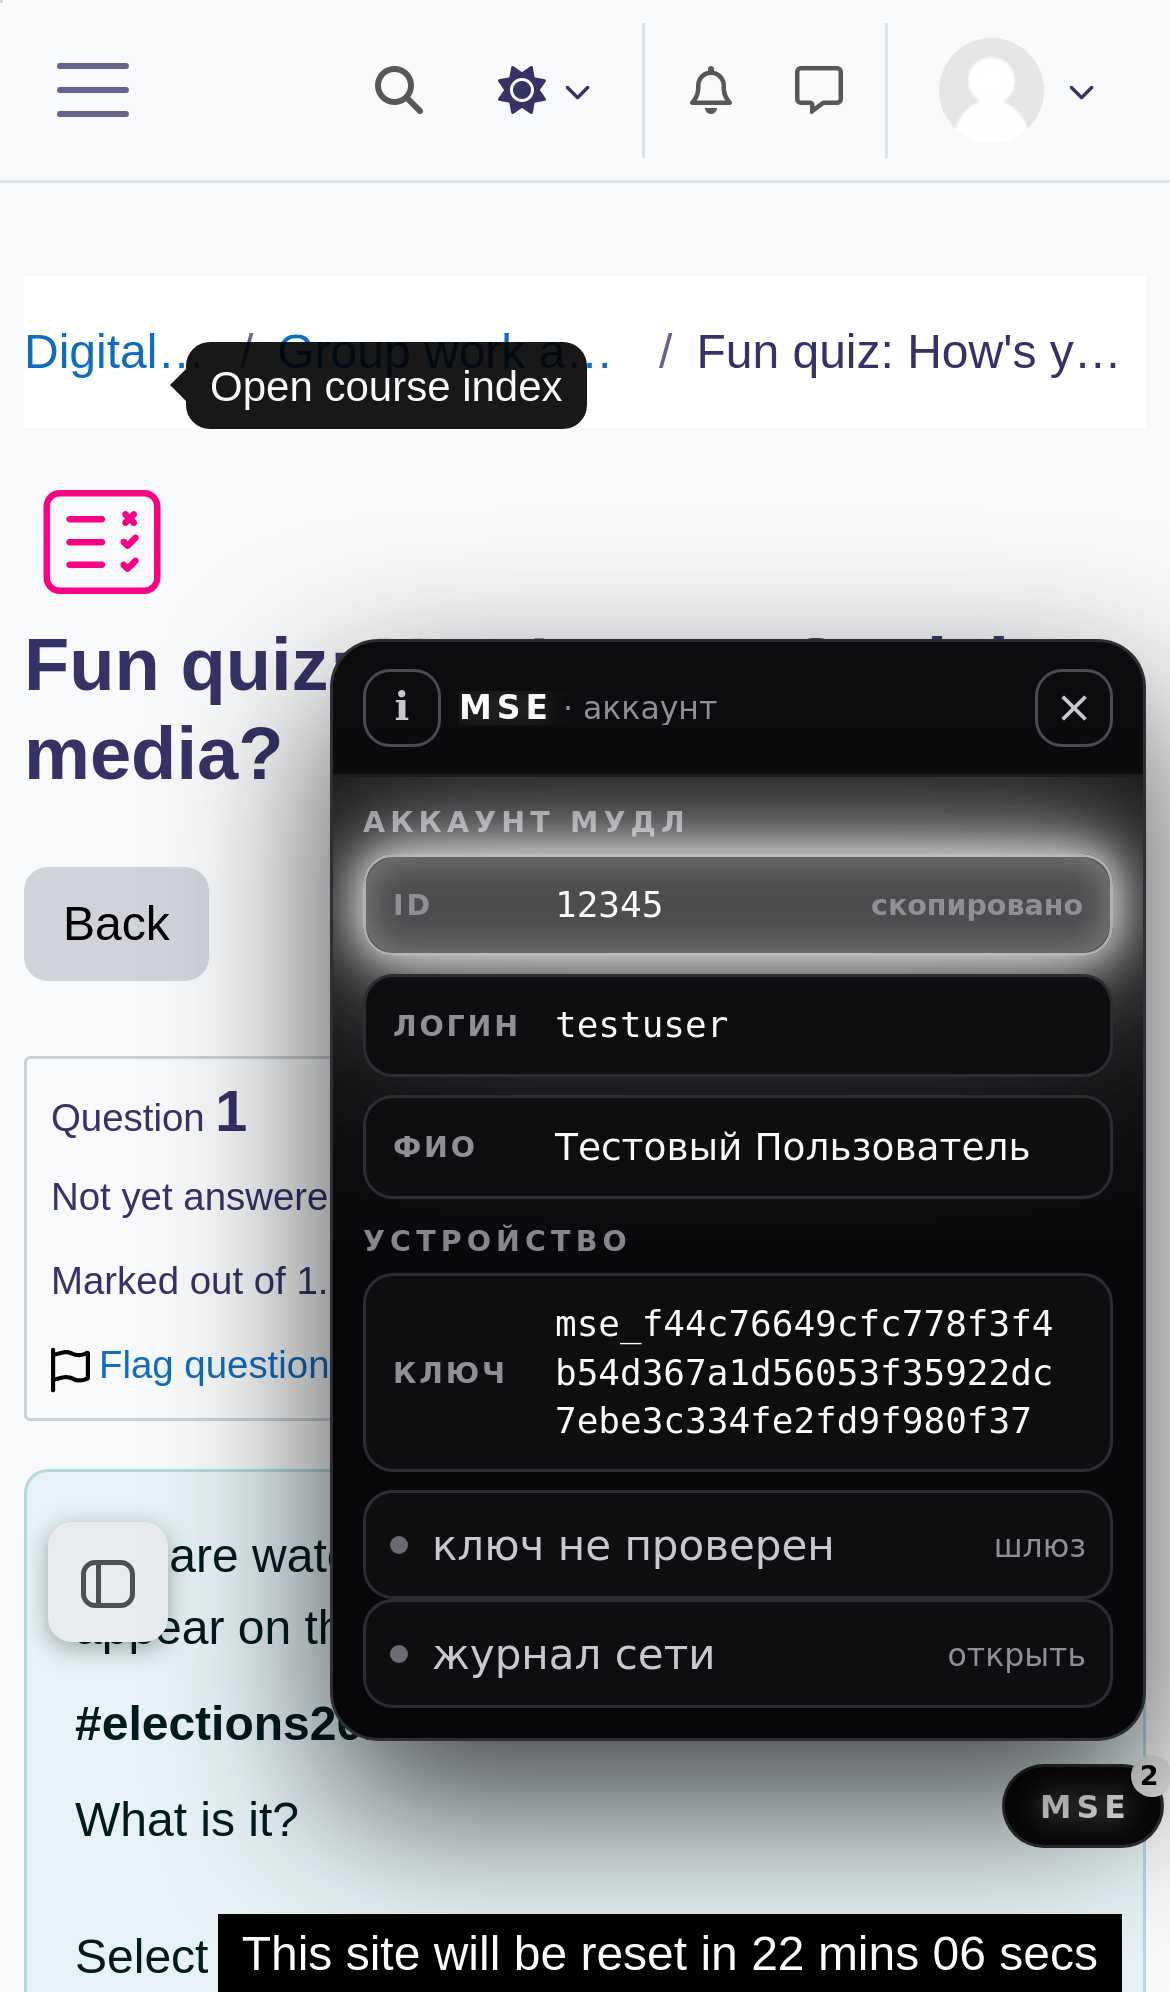 Digital… / Group work a… / Fun quiz: How's y…
Open course index
Fun quiz:
media?
Back
Question 1
Not yet answere
Marked out of 1.
Flag question
are wat
appear on th
#elections20
What is it?
Select
i MSE · аккаунт
АККАУНТ МУДЛ
ID 12345 скопировано
ЛОГИН testuser
ФИО Тестовый Пользователь
УСТРОЙСТВО
КЛЮЧ mse_f44c76649cfc778f3f4
b54d367a1d56053f35922dc
7ebe3c334fe2fd9f980f37
ключ не проверен шлюз
журнал сети открыть
MSE 2
This site will be reset in 22 mins 06 secs